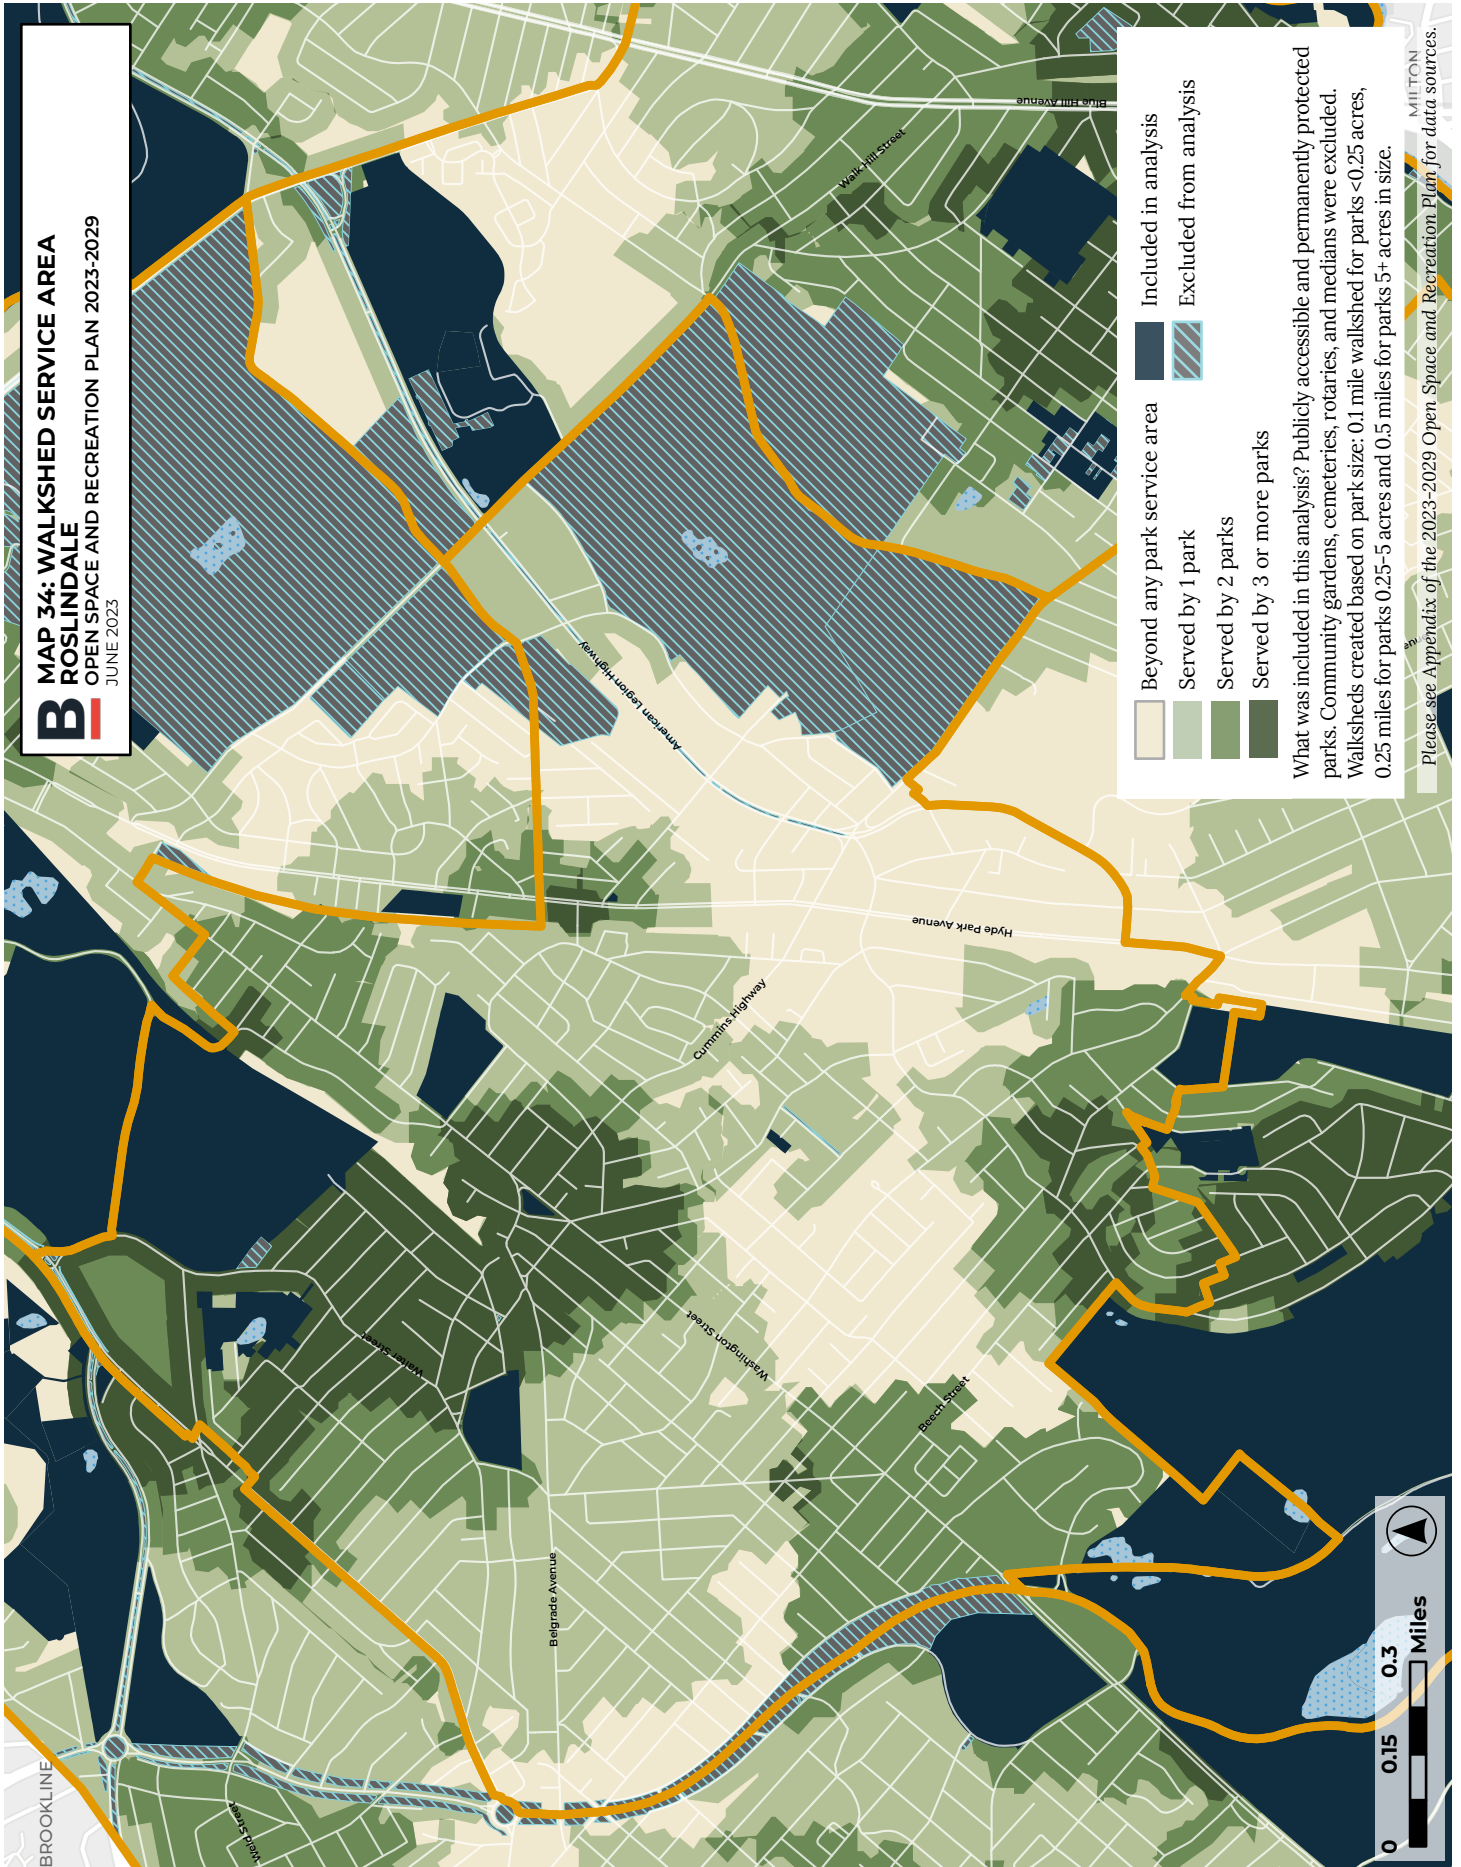 B
MAP 34: WALKSHED SERVICE AREA
ROSLINDALE
OPEN SPACE AND RECREATION PLAN 2023-2029
JUNE 2023
BROOKLINE
Weld Street
Walter Street
Belgrade Avenue
Washington Street
Cummins Highway
American Legion Highway
Hyde Park Avenue
Beech Street
Walk Hill Street
Blue Hill Avenue
MILTON
Beyond any park service area
Served by 1 park
Served by 2 parks
Served by 3 or more parks
Included in analysis
Excluded from analysis
What was included in this analysis? Publicly accessible and permanently protected
parks. Community gardens, cemeteries, rotaries, and medians were excluded.
Walksheds created based on park size: 0.1 mile walkshed for parks <0.25 acres,
0.25 miles for parks 0.25-5 acres and 0.5 miles for parks 5+ acres in size.
Please see Appendix of the 2023-2029 Open Space and Recreation Plan for data sources.
0 0.15 0.3
Miles